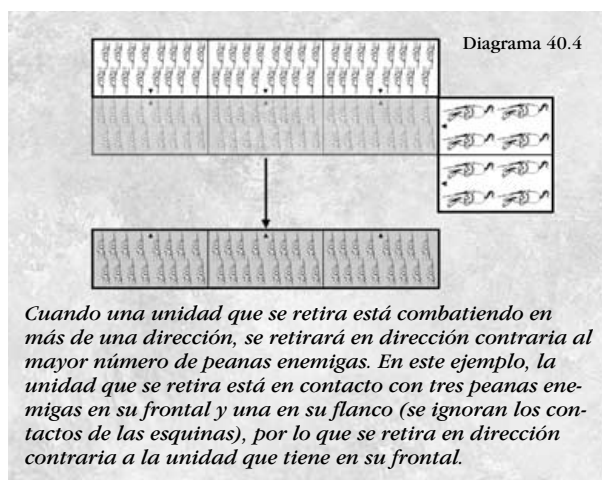 Diagrama 40.4
Cuando una unidad que se retira está combatiendo en
más de una dirección, se retirará en dirección contraria al
mayor número de peanas enemigas. En este ejemplo, la
unidad que se retira está en contacto con tres peanas ene-
migas en su frontal y una en su flanco (se ignoran los con-
tactos de las esquinas), por lo que se retira en dirección
contraria a la unidad que tiene en su frontal.